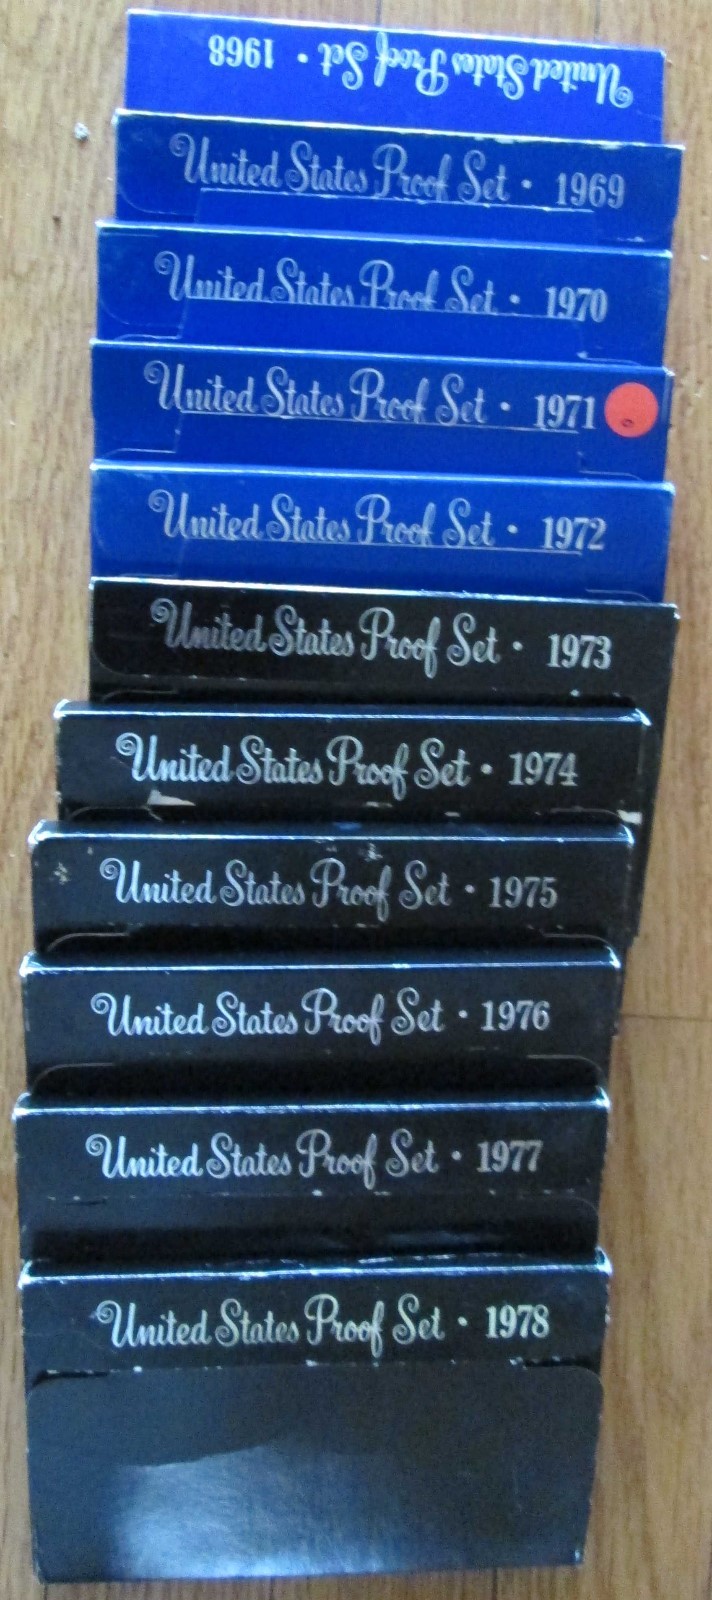 United States Proof Set · 1968
United States Proof Set · 1969
United States Proof Set · 1970
United States Proof Set · 1971
United States Proof Set · 1972
United States Proof Set · 1973
United States Proof Set · 1974
United States Proof Set · 1975
United States Proof Set · 1976
United States Proof Set · 1977
United States Proof Set · 1978